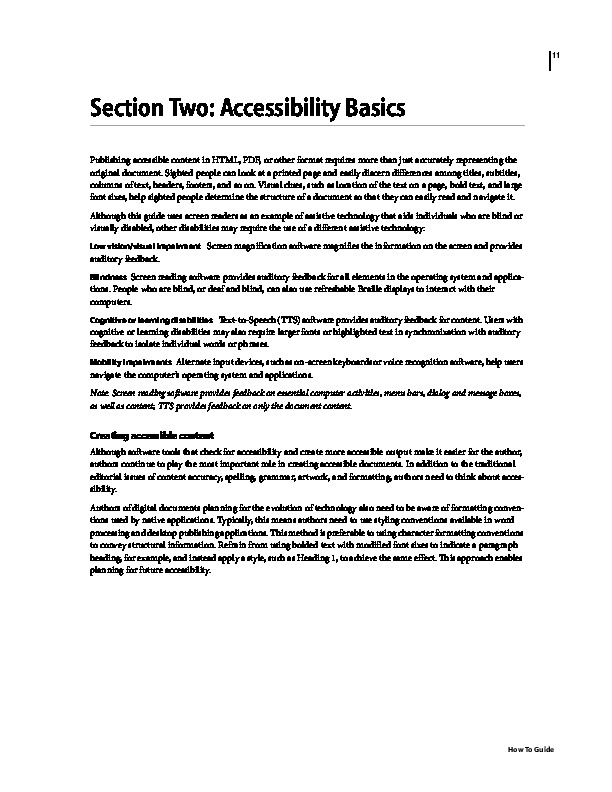 11
Section Two: Accessibility Basics
Publishing accessible content in HTML, PDF, or other format requires more than just accurately representing the
original document. Sighted people can look at a printed page and easily discern differences among titles, subtitles,
columns of text, headers, footers, and so on. Visual clues, such as location of the text on a page, bold text, and large
font sizes, help sighted people determine the structure of a document so that they can easily read and navigate it.
Although this guide uses screen readers as an example of assistive technology that aids individuals who are blind or
visually disabled, other disabilities may require the use of a different assistive technology:
Low vision/visual impairment Screen magnification software magnifies the information on the screen and provides
auditory feedback.
Blindness Screen reading software provides auditory feedback for all elements in the operating system and applica-
tions. People who are blind, or deaf and blind, can also use refreshable Braille displays to interact with their
computers.
Cognitive or learning disabilities Text-to-Speech (TTS) software provides auditory feedback for content. Users with
cognitive or learning disabilities may also require larger fonts or highlighted text in synchronization with auditory
feedback to isolate individual words or phrases.
Mobility impairments Alternate input devices, such as on-screen keyboards or voice recognition software, help users
navigate the computer's operating system and applications.
Note: Screen reading software provides feedback on essential computer activities, menu bars, dialog and message boxes,
as well as content; TTS provides feedback on only the document content.
Creating accessible content
Although software tools that check for accessibility and create more accessible output make it easier for the author,
authors continue to play the most important role in creating accessible documents. In addition to the traditional
editorial issues of content accuracy, spelling, grammar, artwork, and formatting, authors need to think about acces-
sibility.
Authors of digital documents planning for the evolution of technology also need to be aware of formatting conven-
tions used by native applications. Typically, this means authors need to use styling conventions available in word
processing and desktop publishing applications. This method is preferable to using character formatting conventions
to convey structural information. Refrain from using bolded text with modified font sizes to indicate a paragraph
heading, for example, and instead apply a style, such as Heading 1, to achieve the same effect. This approach enables
planning for future accessibility.
How To Guide